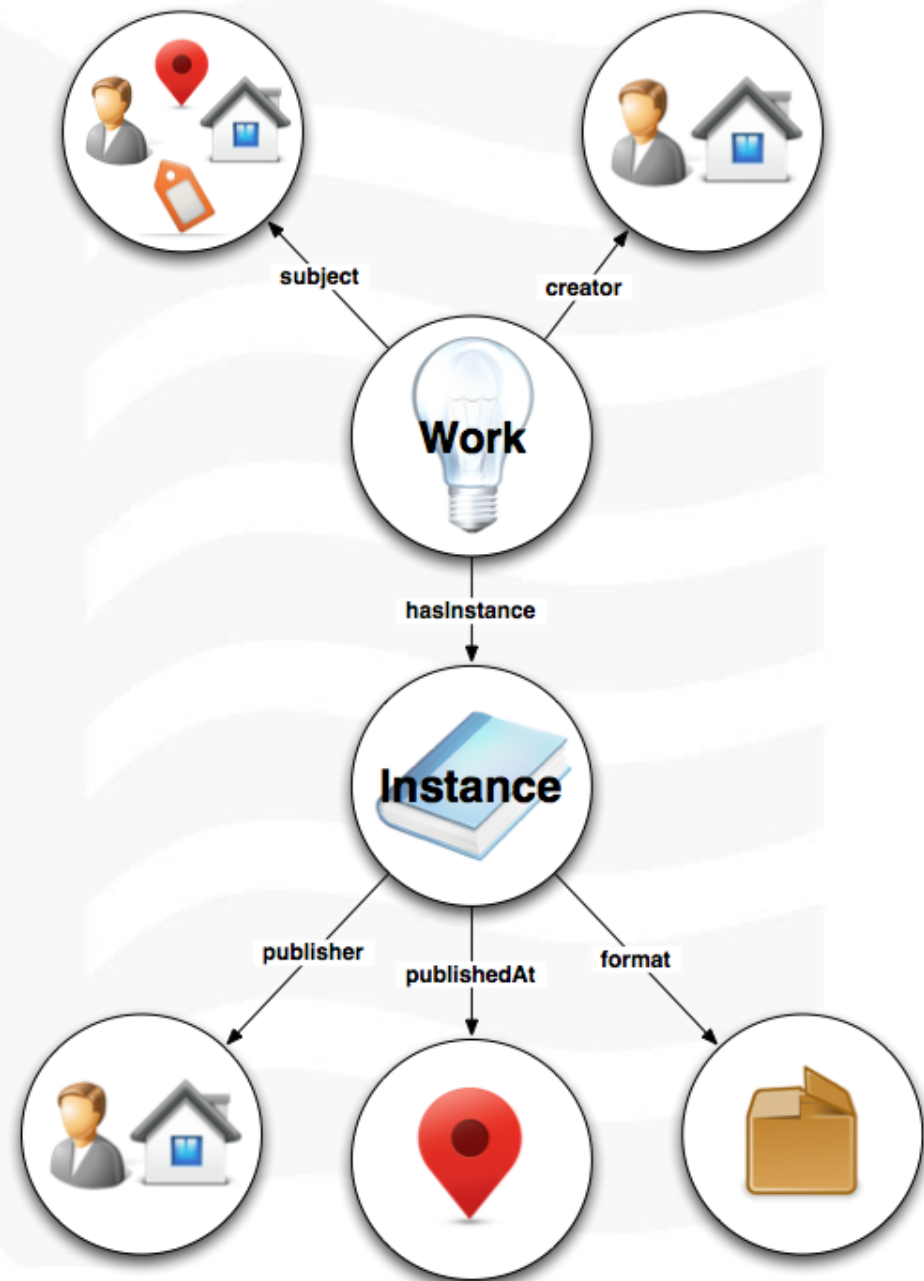 subject
creator
Work
hasInstance
Instance
publisher
publishedAt
format